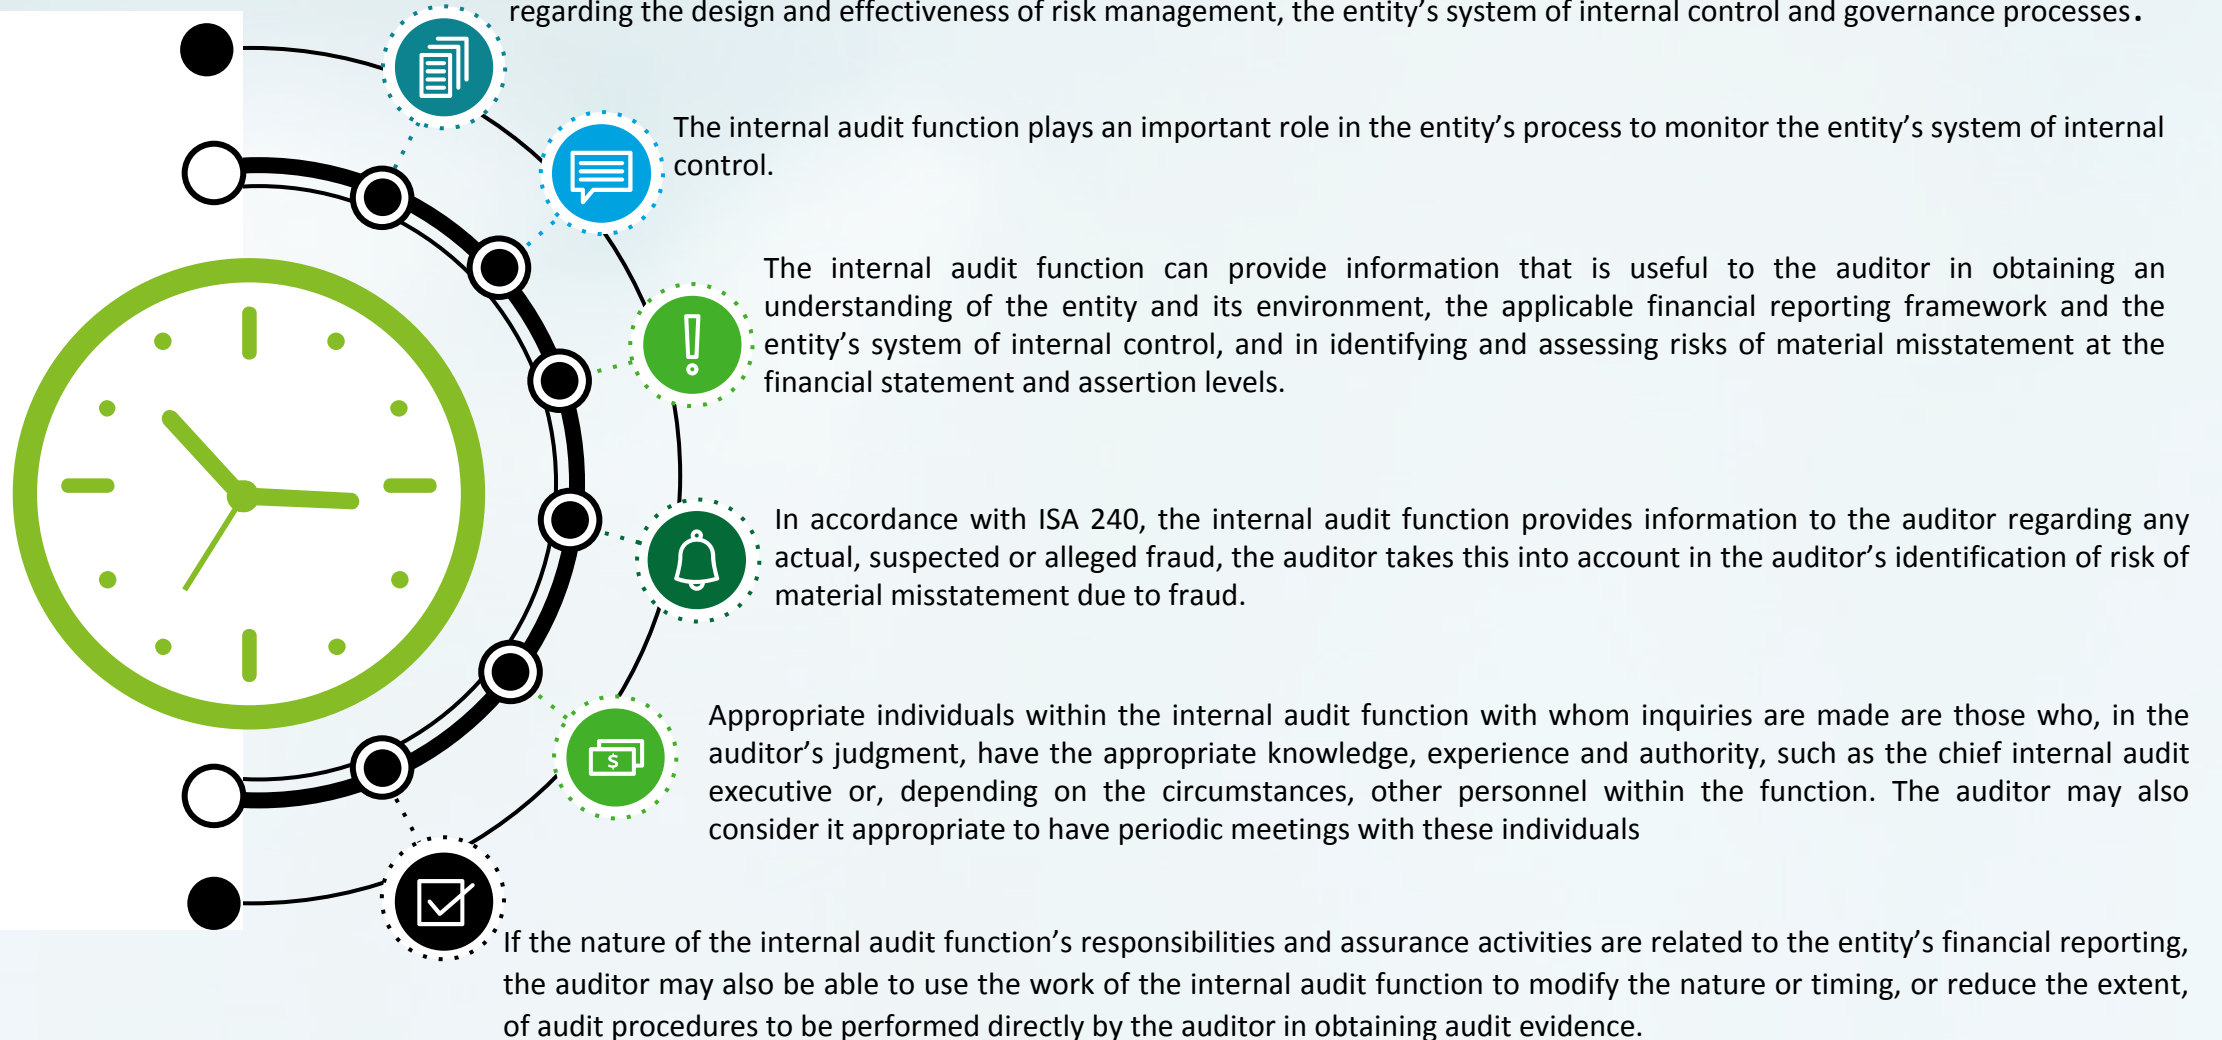 regarding the design and effectiveness of risk management, the entity’s system of internal control and governance processes.
The internal audit function plays an important role in the entity’s process to monitor the entity’s system of internal
control.
The internal audit function can provide information that is useful to the auditor in obtaining an
understanding of the entity and its environment, the applicable financial reporting framework and the
entity’s system of internal control, and in identifying and assessing risks of material misstatement at the
financial statement and assertion levels.
In accordance with ISA 240, the internal audit function provides information to the auditor regarding any
actual, suspected or alleged fraud, the auditor takes this into account in the auditor’s identification of risk of
material misstatement due to fraud.
$
Appropriate individuals within the internal audit function with whom inquiries are made are those who, in the
auditor’s judgment, have the appropriate knowledge, experience and authority, such as the chief internal audit
executive or, depending on the circumstances, other personnel within the function. The auditor may also
consider it appropriate to have periodic meetings with these individuals
If the nature of the internal audit function’s responsibilities and assurance activities are related to the entity’s financial reporting,
the auditor may also be able to use the work of the internal audit function to modify the nature or timing, or reduce the extent,
of audit procedures to be performed directly by the auditor in obtaining audit evidence.